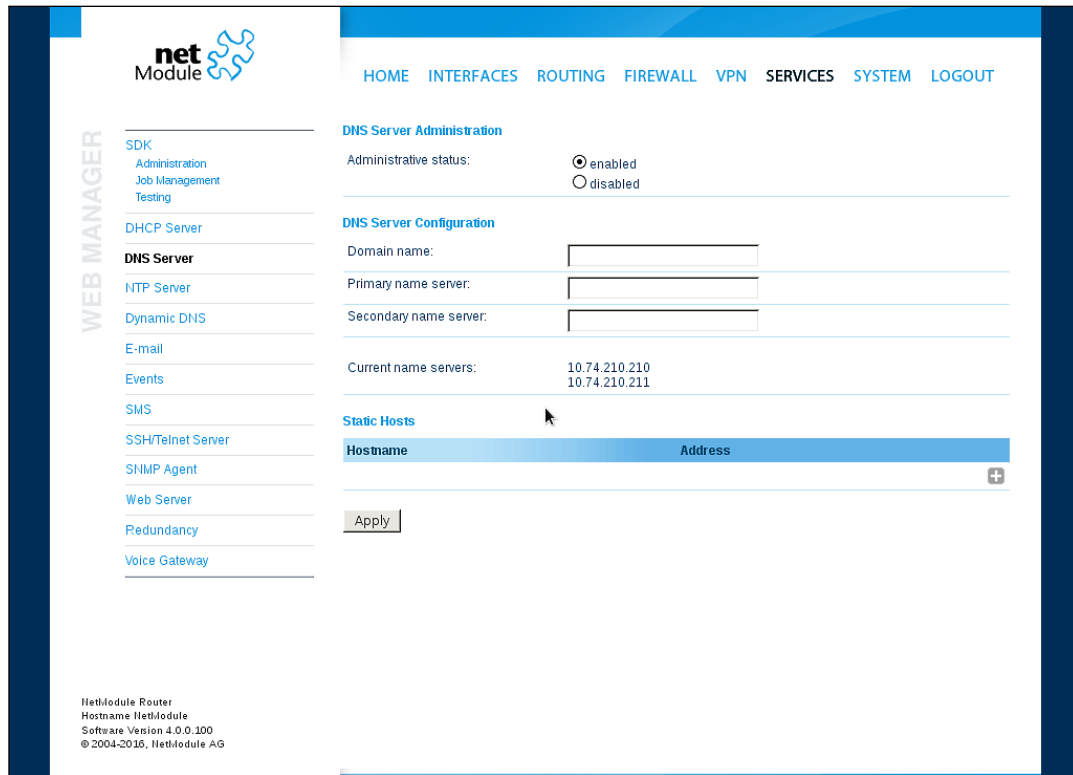 net
Module
HOME INTERFACES ROUTING FIREWALL VPN SERVICES SYSTEM LOGOUT
WEB MANAGER
SDK
Administration
Job Management
Testing
DHCP Server
DNS Server
NTP Server
Dynamic DNS
E-mail
Events
SMS
SSH/Telnet Server
SNMP Agent
Web Server
Redundancy
Voice Gateway
DNS Server Administration
Administrative status:
enabled
disabled
DNS Server Configuration
Domain name:
Primary name server:
Secondary name server:
Current name servers: 10.74.210.210
10.74.210.211
Static Hosts
Hostname Address
Apply
NetModule Router
Hostname NetModule
Software Version 4.0.0.100
© 2004-2016, NetModule AG